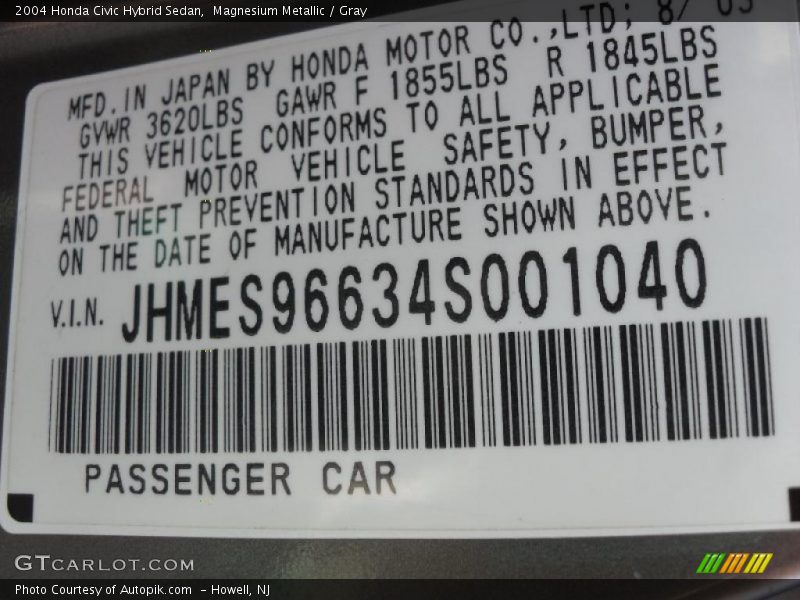 2004 Honda Civic Hybrid Sedan,  Magnesium Metallic / Gray
MFD. IN JAPAN BY HONDA MOTOR CO.,LTD; 8/ 03
GVWR 3620LBS GAWR F 1855LBS R 1845LBS
THIS VEHICLE CONFORMS TO ALL APPLICABLE
FEDERAL MOTOR VEHICLE SAFETY, BUMPER,
AND THEFT PREVENTION STANDARDS IN EFFECT
ON THE DATE OF MANUFACTURE SHOWN ABOVE.
V.I.N. JHMES96634S001040
PASSENGER CAR
GTCARLOT.COM
Photo Courtesy of Autopik.com  - Howell, NJ